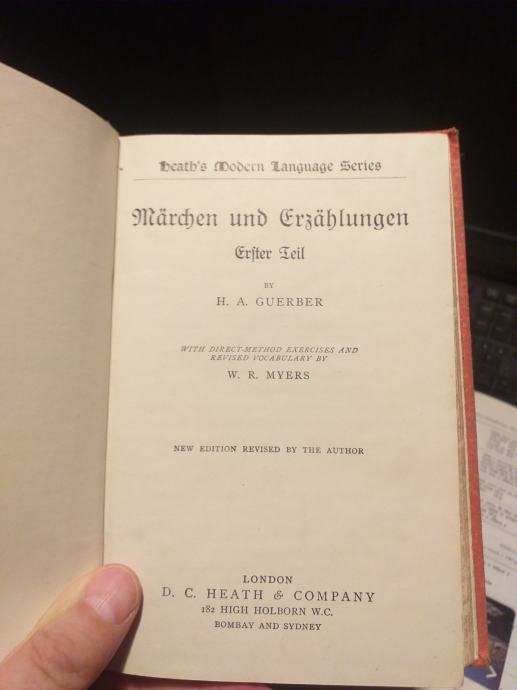 Heath's Modern Language Series
Märchen und Erzählungen
Erster Teil
BY
H. A. GUERBER
WITH DIRECT-METHOD EXERCISES AND
REVISED VOCABULARY BY
W. R. MYERS
NEW EDITION REVISED BY THE AUTHOR
LONDON
D. C. HEATH & COMPANY
182 HIGH HOLBORN W.C.
BOMBAY AND SYDNEY